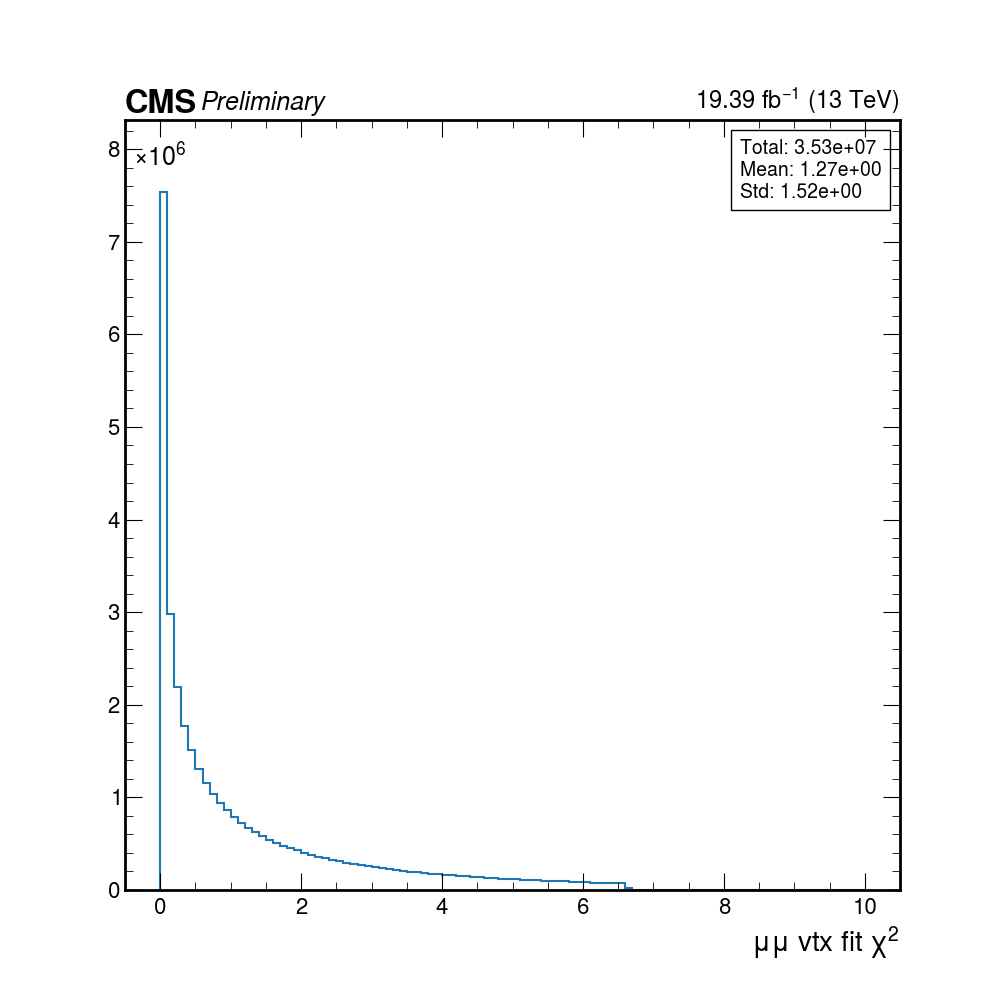 CMS Preliminary
19.39 fb⁻¹ (13 TeV)
×10⁶
Total: 3.53e+07
Mean: 1.27e+00
Std: 1.52e+00
8
7
6
5
4
3
2
1
0
0 2 4 6 8 10
μμ vtx fit χ²